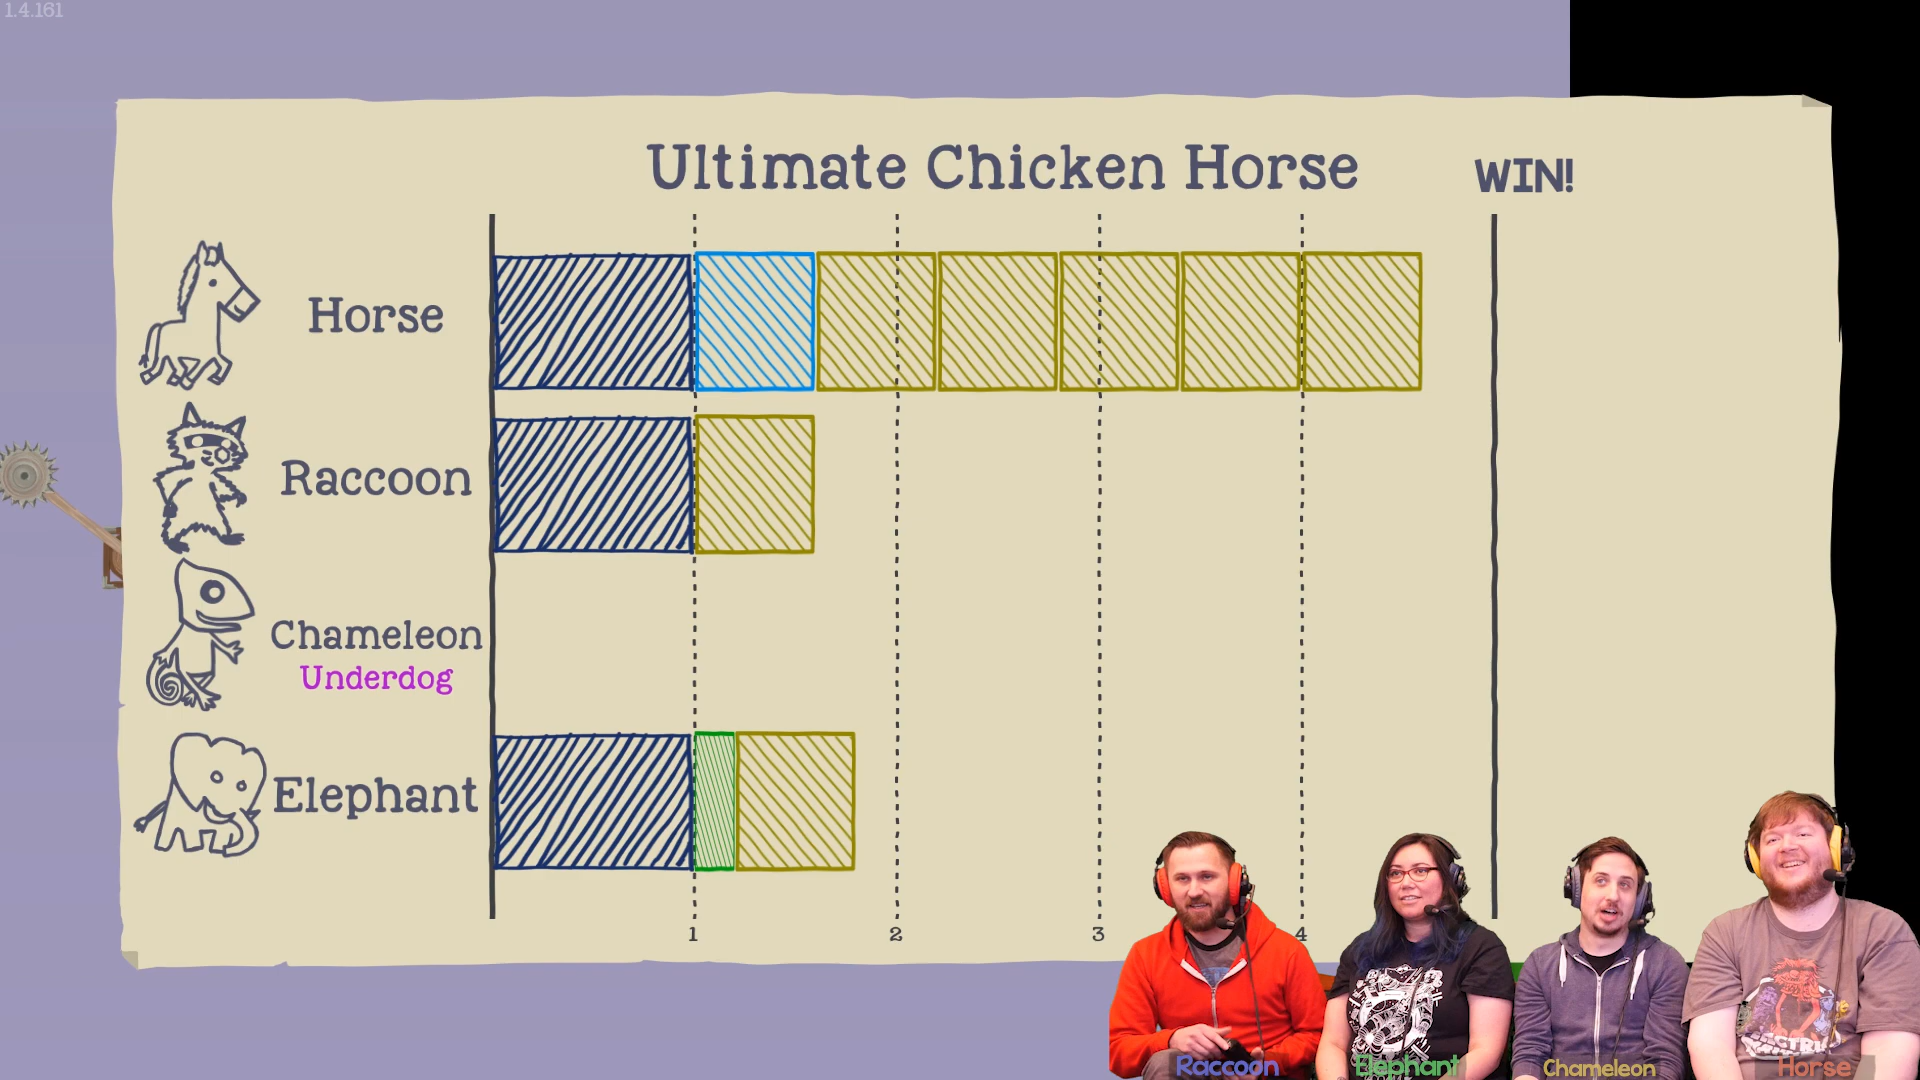 1.4.161
Ultimate Chicken Horse
WIN!
Horse
Raccoon
Chameleon
Underdog
Elephant
1
2
3
4
Raccoon
Elephant
Chameleon
Horse